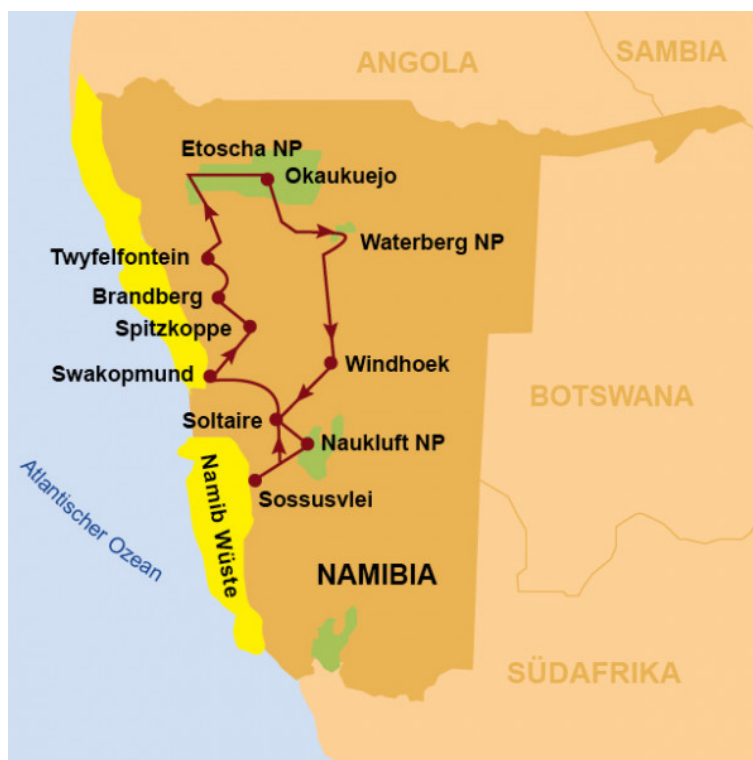 ANGOLA
SAMBIA
Etoscha NP
Okaukuejo
Waterberg NP
Twyfelfontein
Brandberg
Spitzkoppe
Swakopmund
Windhoek
BOTSWANA
Soltaire
Naukluft NP
Sossusvlei
Atlantischer Ozean
Namib Wüste
NAMIBIA
SÜDAFRIKA